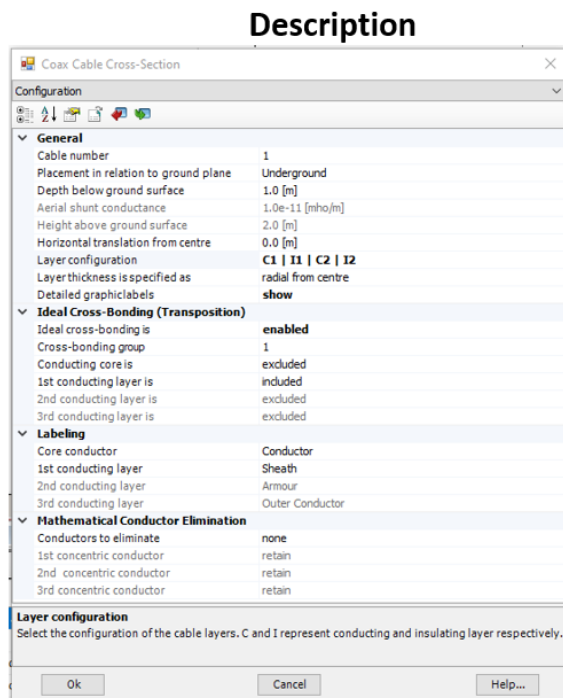 Description
Coax Cable Cross-Section
Configuration
General
Cable number 1
Placement in relation to ground plane Underground
Depth below ground surface 1.0 [m]
Aerial shunt conductance 1.0e-11 [mho/m]
Height above ground surface 2.0 [m]
Horizontal translation from centre 0.0 [m]
Layer configuration C1 | I1 | C2 | I2
Layer thickness is specified as radial from centre
Detailed graphiclabels show
Ideal Cross-Bonding (Transposition)
Ideal cross-bonding is enabled
Cross-bonding group 1
Conducting core is excluded
1st conducting layer is included
2nd conducting layer is excluded
3rd conducting layer is excluded
Labeling
Core conductor Conductor
1st conducting layer Sheath
2nd conducting layer Armour
3rd conducting layer Outer Conductor
Mathematical Conductor Elimination
Conductors to eliminate none
1st concentric conductor retain
2nd concentric conductor retain
3rd concentric conductor retain
Layer configuration
Select the configuration of the cable layers. C and I represent conducting and insulating layer respectively.
Ok Cancel Help...